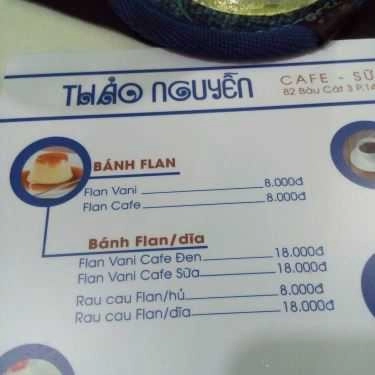 THẢO NGUYÊN
CAFE - SỮ
82 Bàu Cát 3 P.14
BÁNH FLAN
Flan Vani 8.000đ
Flan Cafe 8.000đ
Bánh Flan/dĩa
Flan Vani Cafe Đen 18.000đ
Flan Vani Cafe Sữa 18.000đ
Rau cau Flan/hủ 8.000đ
Rau cau Flan/dĩa 18.000đ